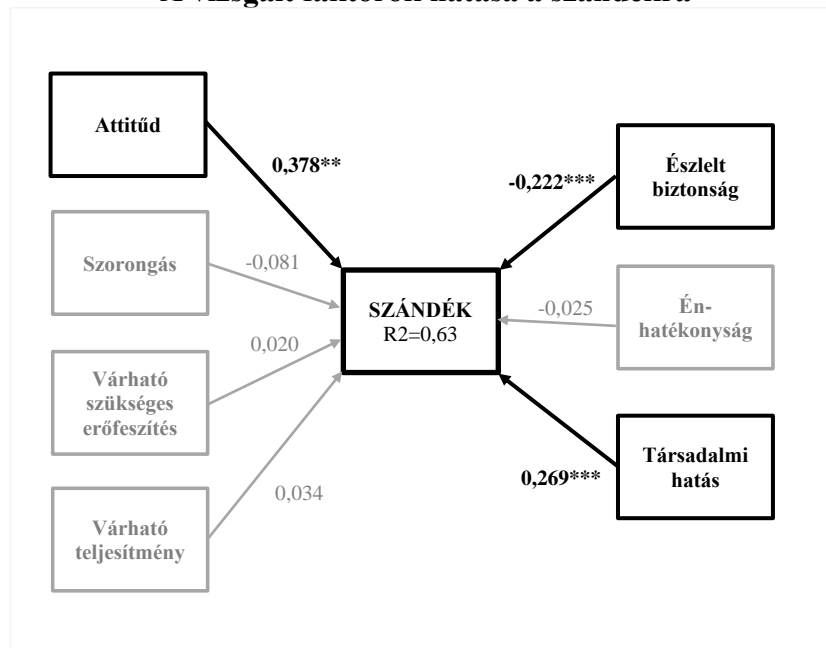 Attitűd
0,378**
Szorongás
-0,081
Várható
szükséges
erőfeszítés
0,020
Várható
teljesítmény
0,034
SZÁNDÉK
R2=0,63
Észlelt
biztonság
-0,222***
Én-
hatékonyság
-0,025
Társadalmi
hatás
0,269***